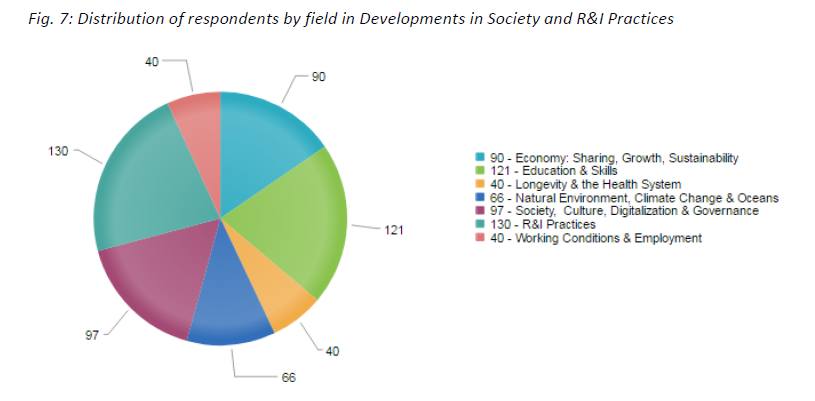 Fig. 7: Distribution of respondents by field in Developments in Society and R&I Practices
40
90
130
121
97
40
66
90 - Economy: Sharing, Growth, Sustainability
121 - Education & Skills
40 - Longevity & the Health System
66 - Natural Environment, Climate Change & Oceans
97 - Society, Culture, Digitalization & Governance
130 - R&I Practices
40 - Working Conditions & Employment